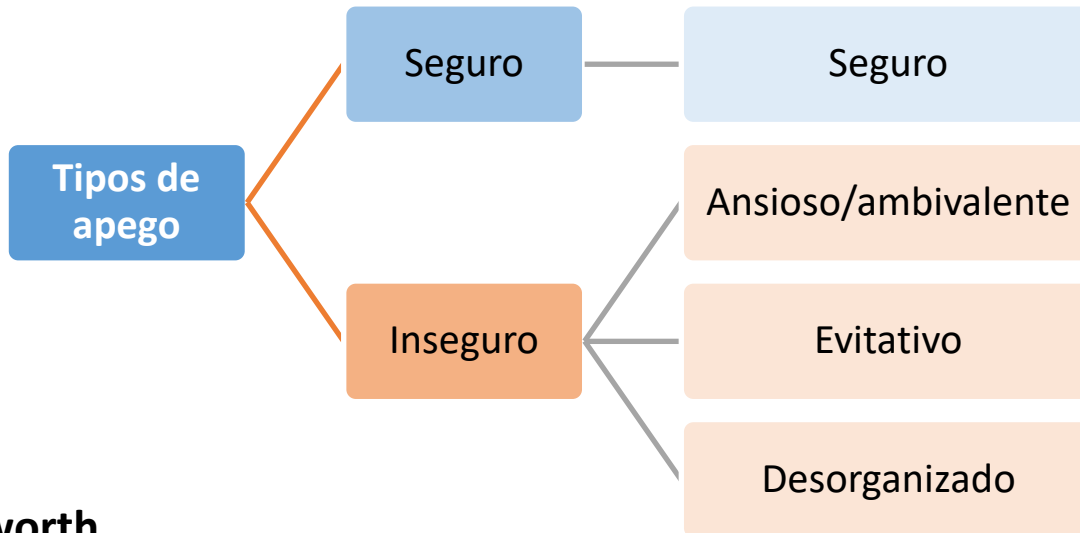 Seguro
Seguro
Tipos de
apego
Ansioso/ambivalente
Inseguro
Evitativo
Desorganizado
worth